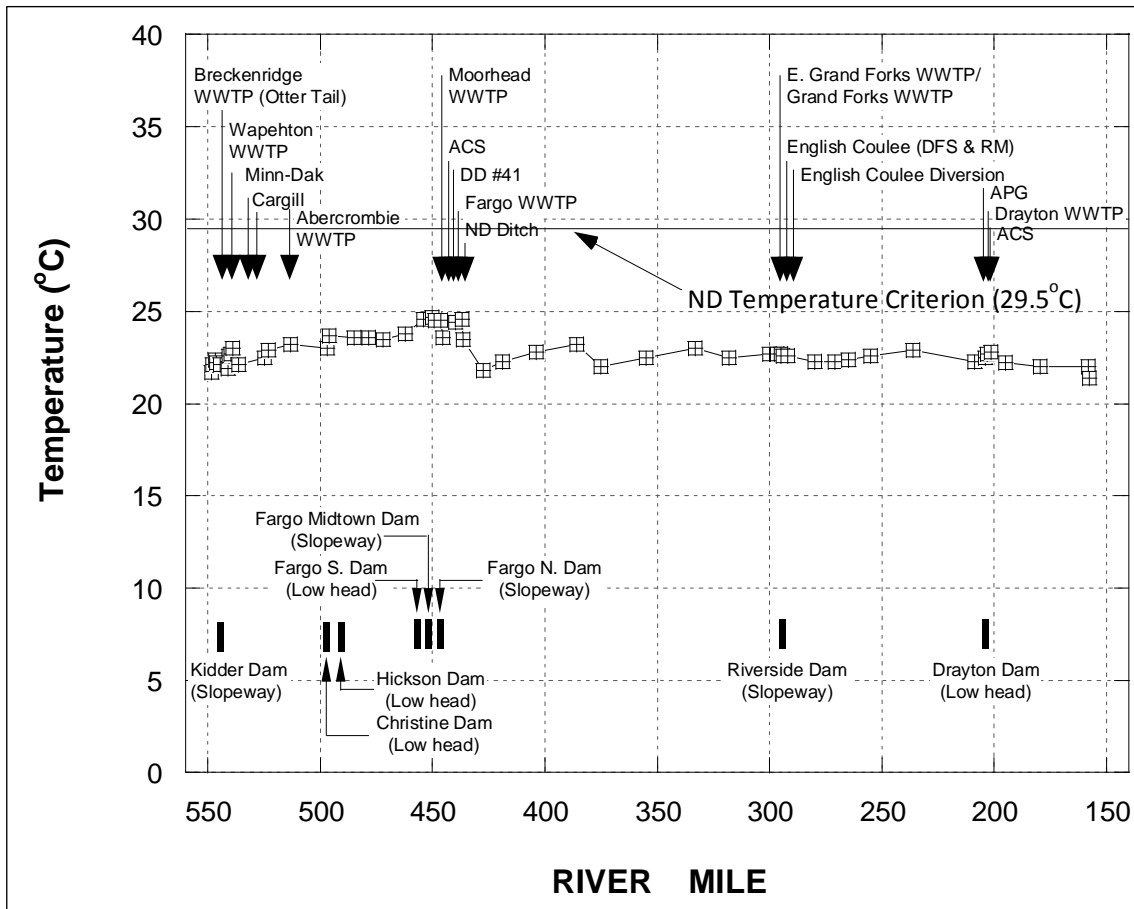 40
35
30
25
20
15
10
5
0
Temperature (°C)
Breckenridge
WWTP (Otter Tail)
Wapehton
WWTP
Minn-Dak
Cargill
Abercrombie
WWTP
Moorhead
WWTP
ACS
DD #41
Fargo WWTP
ND Ditch
E. Grand Forks WWTP/
Grand Forks WWTP
English Coulee (DFS & RM)
English Coulee Diversion
APG
Drayton WWTP
ACS
ND Temperature Criterion (29.5°C)
Fargo Midtown Dam
(Slopeway)
Fargo S. Dam
(Low head)
Fargo N. Dam
(Slopeway)
Kidder Dam
(Slopeway)
Hickson Dam
(Low head)
Christine Dam
(Low head)
Riverside Dam
(Slopeway)
Drayton Dam
(Low head)
550 500 450 400 350 300 250 200 150
RIVER MILE